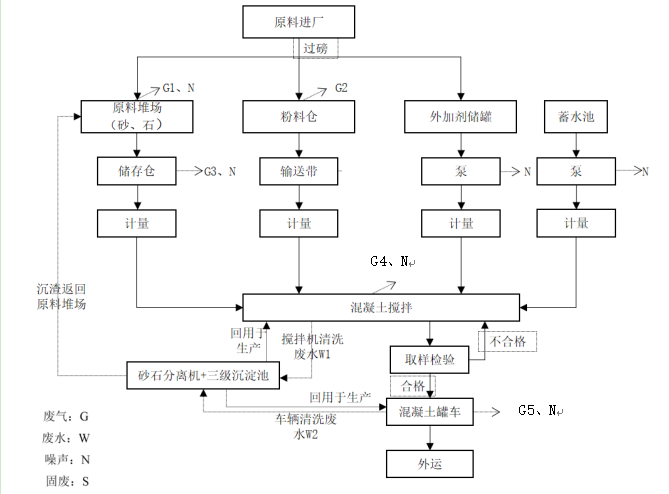 原料进厂
过磅
G1、N
G2
原料堆场
（砂、石）
粉料仓
外加剂储罐
蓄水池
储存仓
G3、N
输送带
泵
N
泵
N
计量
计量
计量
计量
G4、N
沉渣返回
原料堆场
混凝土搅拌
回用于
生产
搅拌机清洗
废水W1
不合格
取样检验
砂石分离机+三级沉淀池
合格
回用于生产
混凝土罐车
G5、N
车辆清洗废
水W2
废气：G
废水：W
噪声：N
固废：S
外运